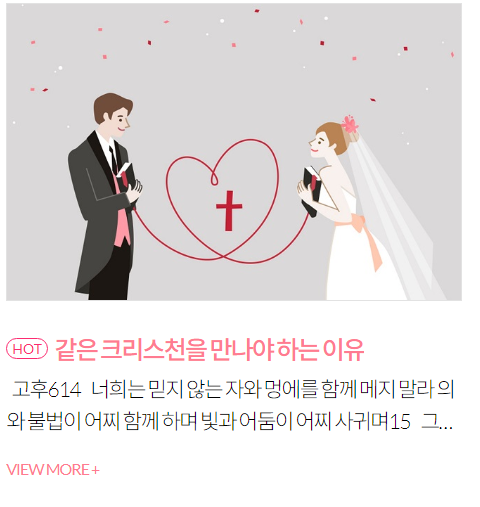 HOT 같은 크리스천을 만나야 하는 이유
고후614 너희는 믿지 않는 자와 멍에를 함께 메지 말라 의
와 불법이 어찌 함께 하며 빛과 어둠이 어찌 사귀며15 그...
VIEW MORE +